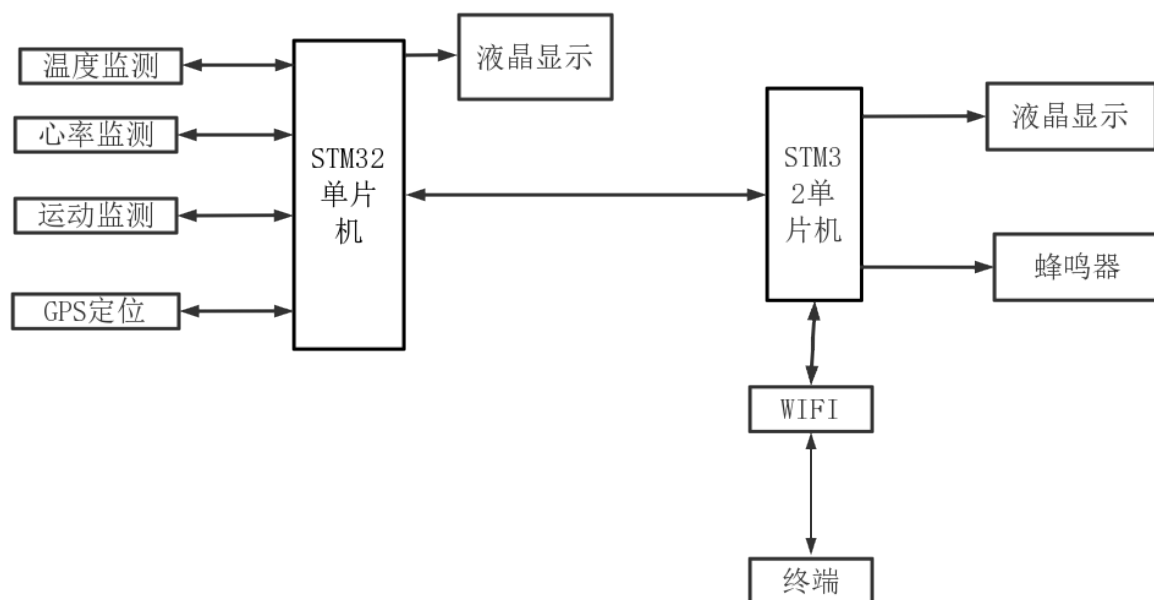 温度监测
心率监测
运动监测
GPS定位
STM32
单片
机
液晶显示
STM3
2单
片机
液晶显示
蜂鸣器
WIFI
终端